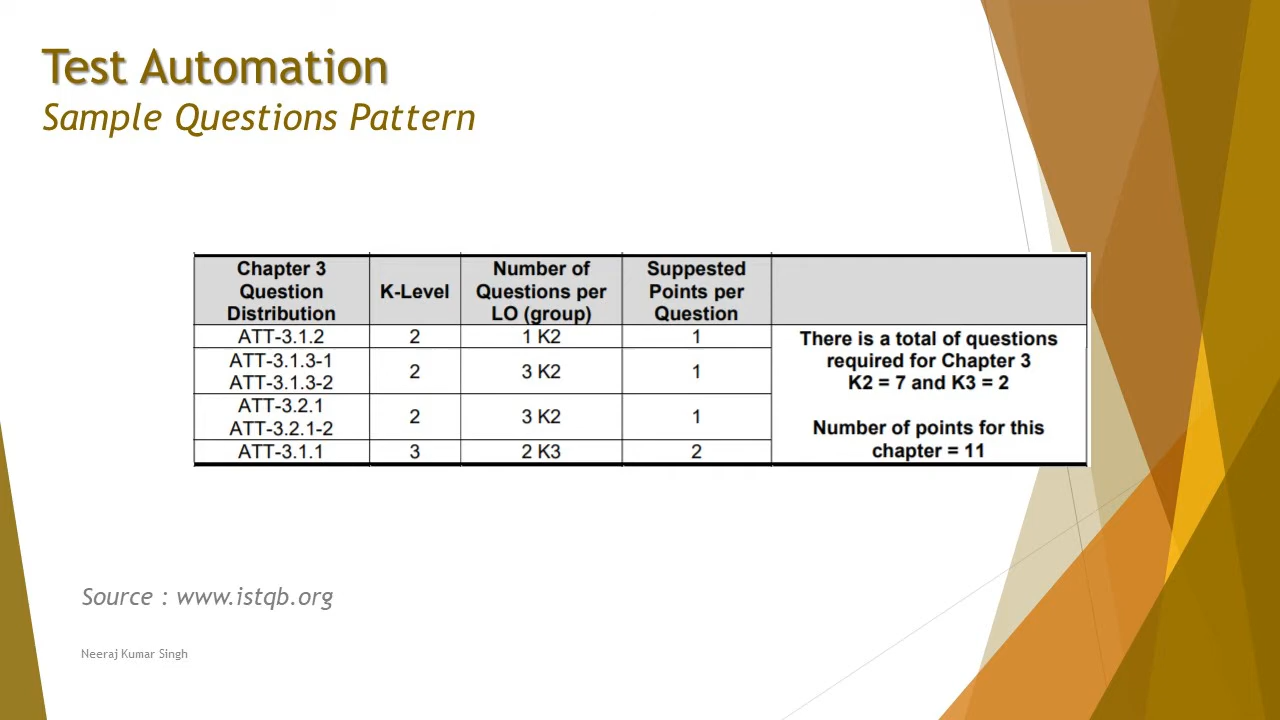 Test Automation
Sample Questions Pattern
Chapter 3
Question
Distribution
K-Level
Number of
Questions per
LO (group)
Suppested
Points per
Question
ATT-3.1.2
2
1 K2
1
ATT-3.1.3-1
ATT-3.1.3-2
2
3 K2
1
ATT-3.2.1
ATT-3.2.1-2
2
3 K2
1
ATT-3.1.1
3
2 K3
2
There is a total of questions
required for Chapter 3
K2 = 7 and K3 = 2
Number of points for this
chapter = 11
Source : www.istqb.org
Neeraj Kumar Singh